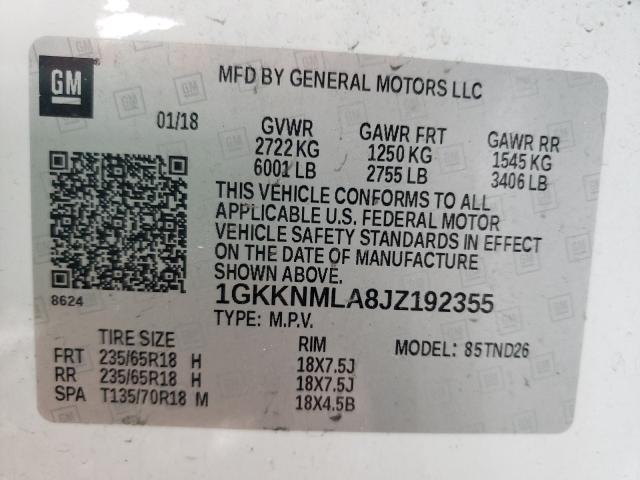 GM
MFD BY GENERAL MOTORS LLC
01/18
GVWR GAWR FRT GAWR RR
2722 KG 1250 KG 1545 KG
6001 LB 2755 LB 3406 LB
THIS VEHICLE CONFORMS TO ALL
APPLICABLE U.S. FEDERAL MOTOR
VEHICLE SAFETY STANDARDS IN EFFECT
ON THE DATE OF MANUFACTURE
SHOWN ABOVE.
8624
1GKKNMLA8JZ192355
TYPE: M.P.V.
TIRE SIZE RIM MODEL: 85TND26
FRT 235/65R18 H 18X7.5J
RR 235/65R18 H 18X7.5J
SPA T135/70R18 M 18X4.5B